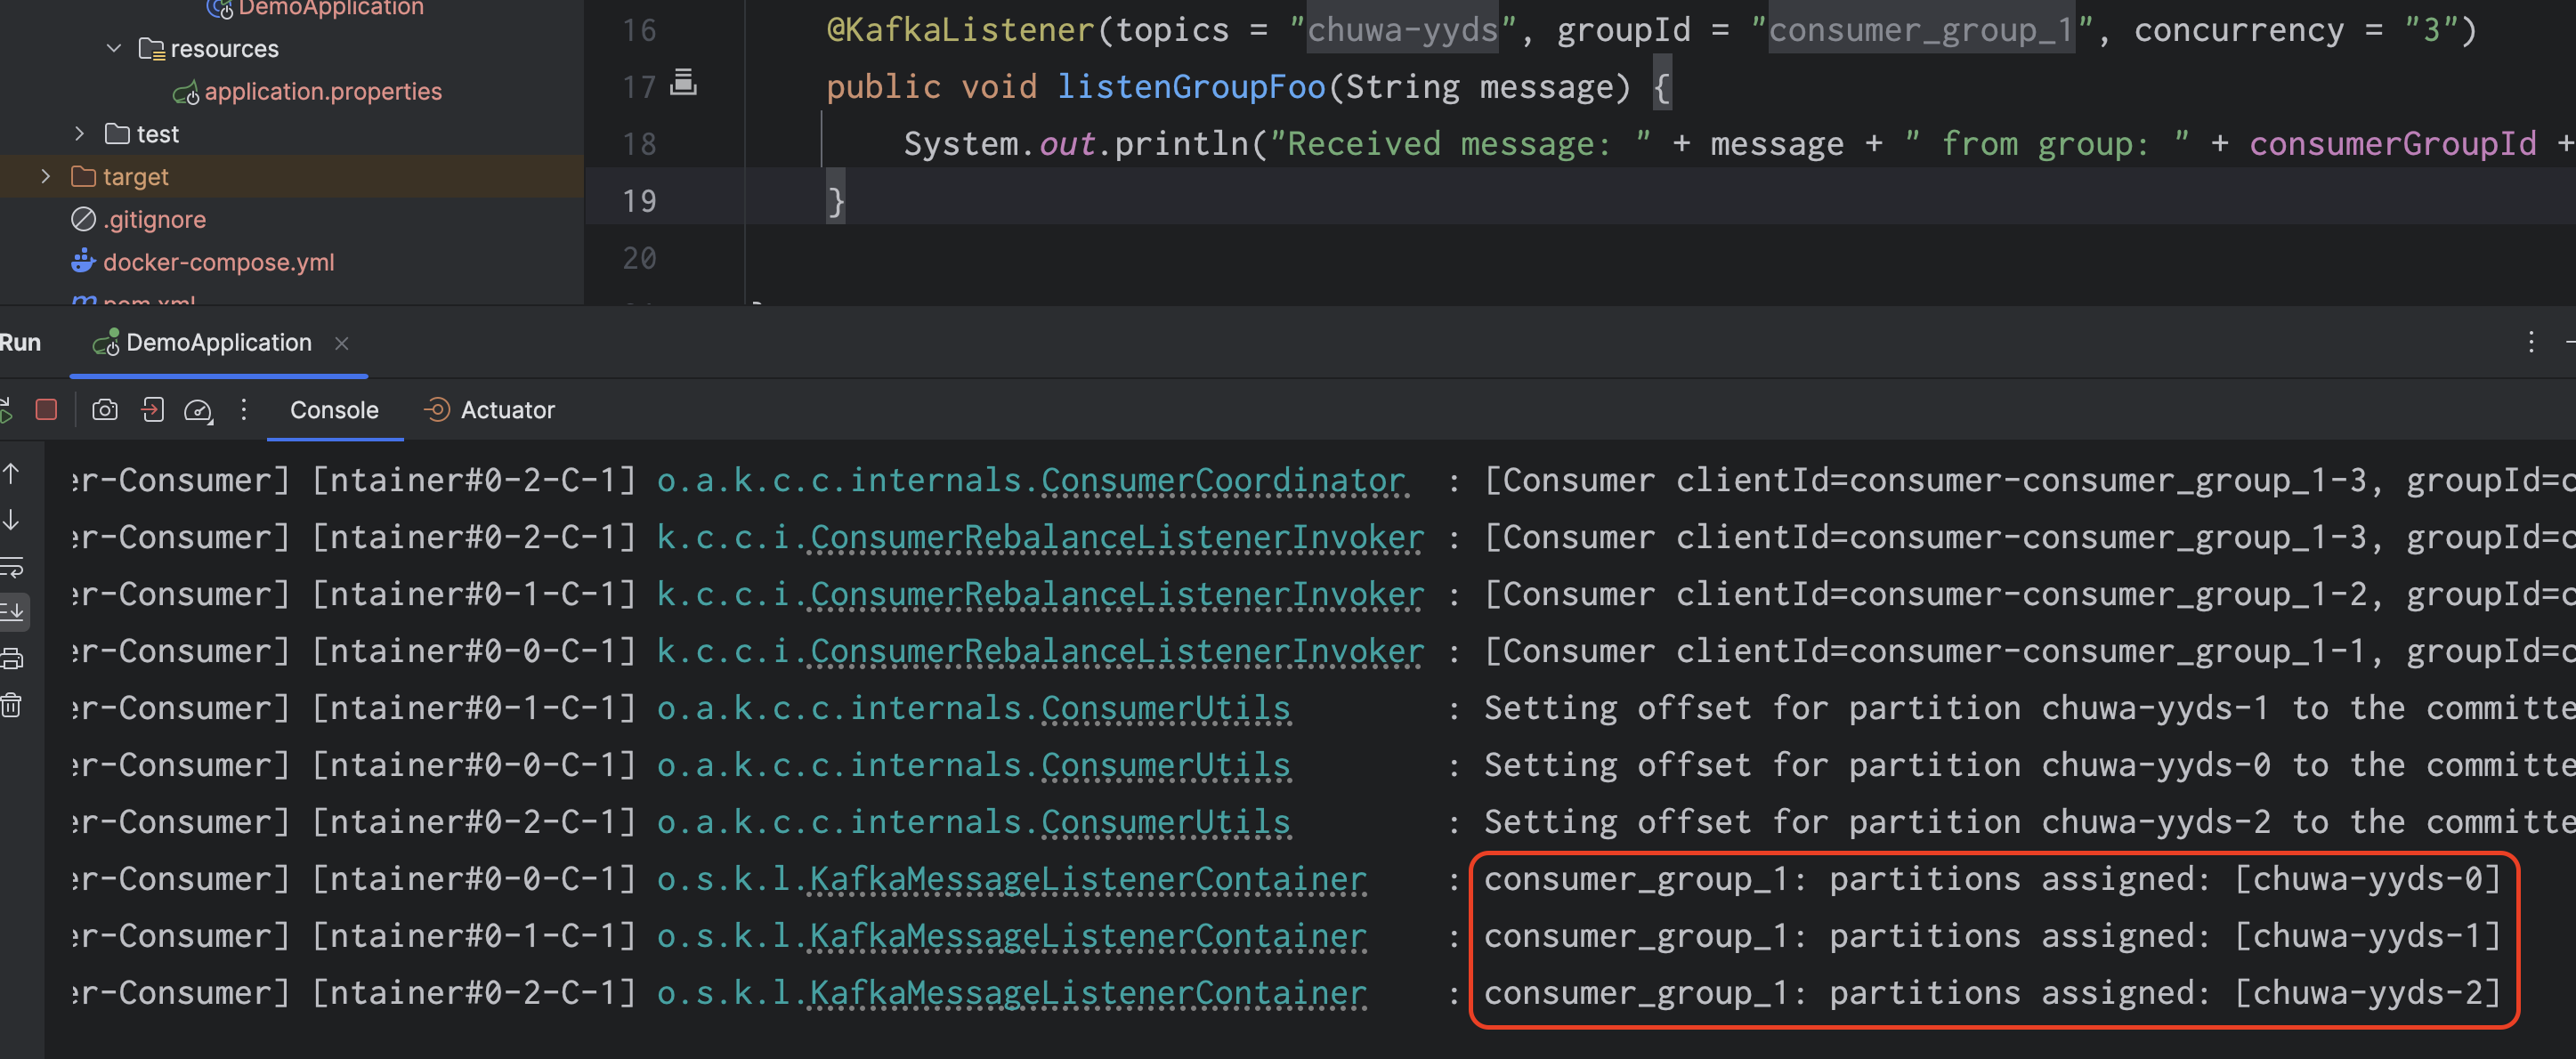 DemoApplication
resources
application.properties
test
target
.gitignore
docker-compose.yml
pom.xml
16 @KafkaListener(topics = "chuwa-yyds", groupId = "consumer_group_1", concurrency = "3")
17 public void listenGroupFoo(String message) {
18 System.out.println("Received message: " + message + " from group: " + consumerGroupId +
19 }
20
Run DemoApplication
Console Actuator
er-Consumer] [ntainer#0-2-C-1] o.a.k.c.c.internals.ConsumerCoordinator : [Consumer clientId=consumer-consumer_group_1-3, groupId=c
er-Consumer] [ntainer#0-2-C-1] k.c.c.i.ConsumerRebalanceListenerInvoker : [Consumer clientId=consumer-consumer_group_1-3, groupId=c
er-Consumer] [ntainer#0-1-C-1] k.c.c.i.ConsumerRebalanceListenerInvoker : [Consumer clientId=consumer-consumer_group_1-2, groupId=c
er-Consumer] [ntainer#0-0-C-1] k.c.c.i.ConsumerRebalanceListenerInvoker : [Consumer clientId=consumer-consumer_group_1-1, groupId=c
er-Consumer] [ntainer#0-1-C-1] o.a.k.c.c.internals.ConsumerUtils : Setting offset for partition chuwa-yyds-1 to the committe
er-Consumer] [ntainer#0-0-C-1] o.a.k.c.c.internals.ConsumerUtils : Setting offset for partition chuwa-yyds-0 to the committe
er-Consumer] [ntainer#0-2-C-1] o.a.k.c.c.internals.ConsumerUtils : Setting offset for partition chuwa-yyds-2 to the committe
er-Consumer] [ntainer#0-0-C-1] o.s.k.l.KafkaMessageListenerContainer : consumer_group_1: partitions assigned: [chuwa-yyds-0]
er-Consumer] [ntainer#0-1-C-1] o.s.k.l.KafkaMessageListenerContainer : consumer_group_1: partitions assigned: [chuwa-yyds-1]
er-Consumer] [ntainer#0-2-C-1] o.s.k.l.KafkaMessageListenerContainer : consumer_group_1: partitions assigned: [chuwa-yyds-2]